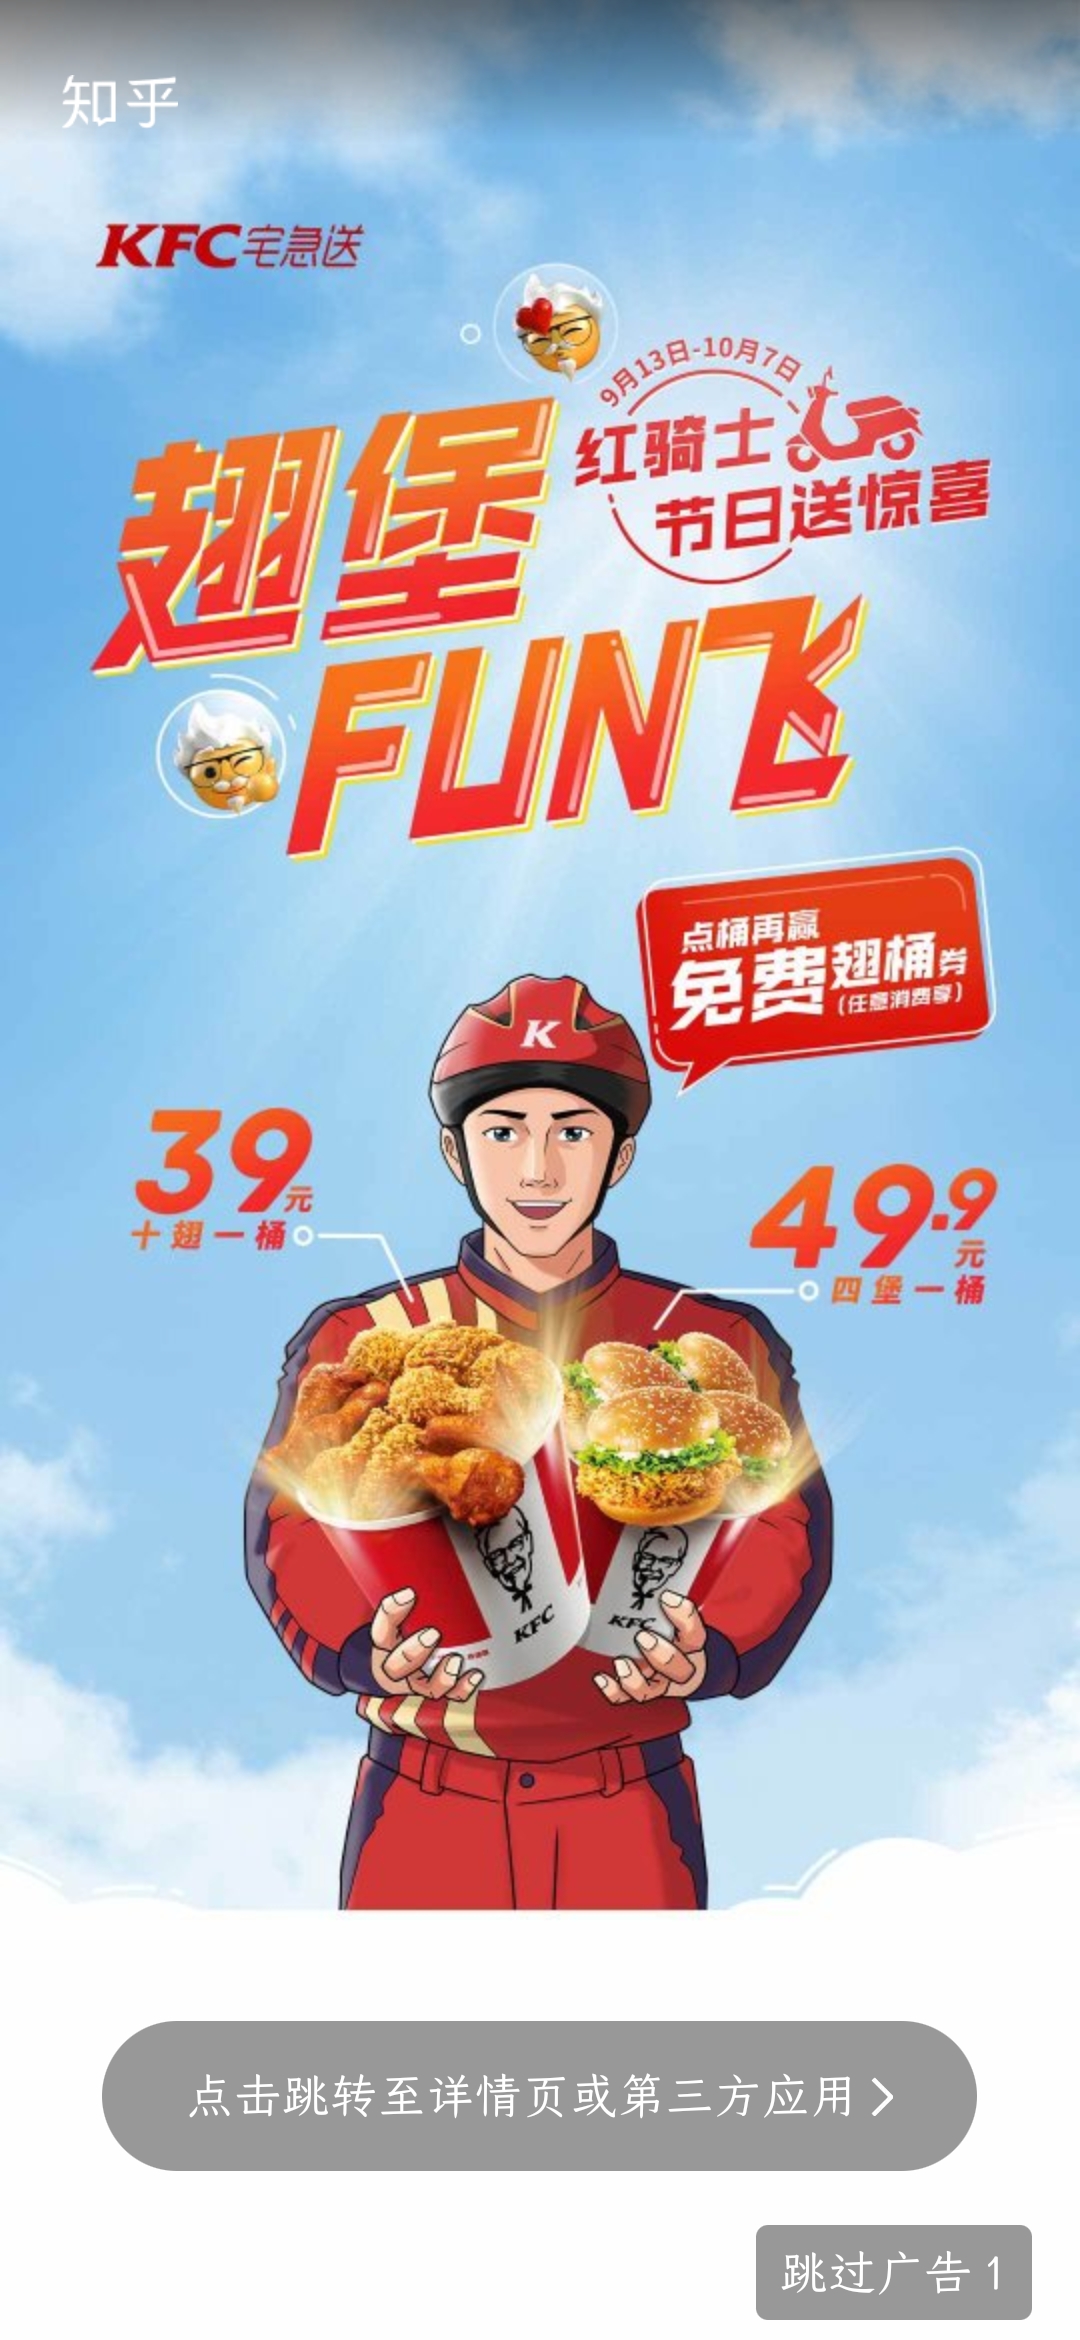 知乎
KFC宅急送
9月13日-10月7日
红骑士
节日送惊喜
翅堡
FUN飞
点桶再赢
免费翅桶券
(任意消费享)
K
39元
十翅一桶
49.9元
四堡一桶
KFC
KFC
点击跳转至详情页或第三方应用
跳过广告 1